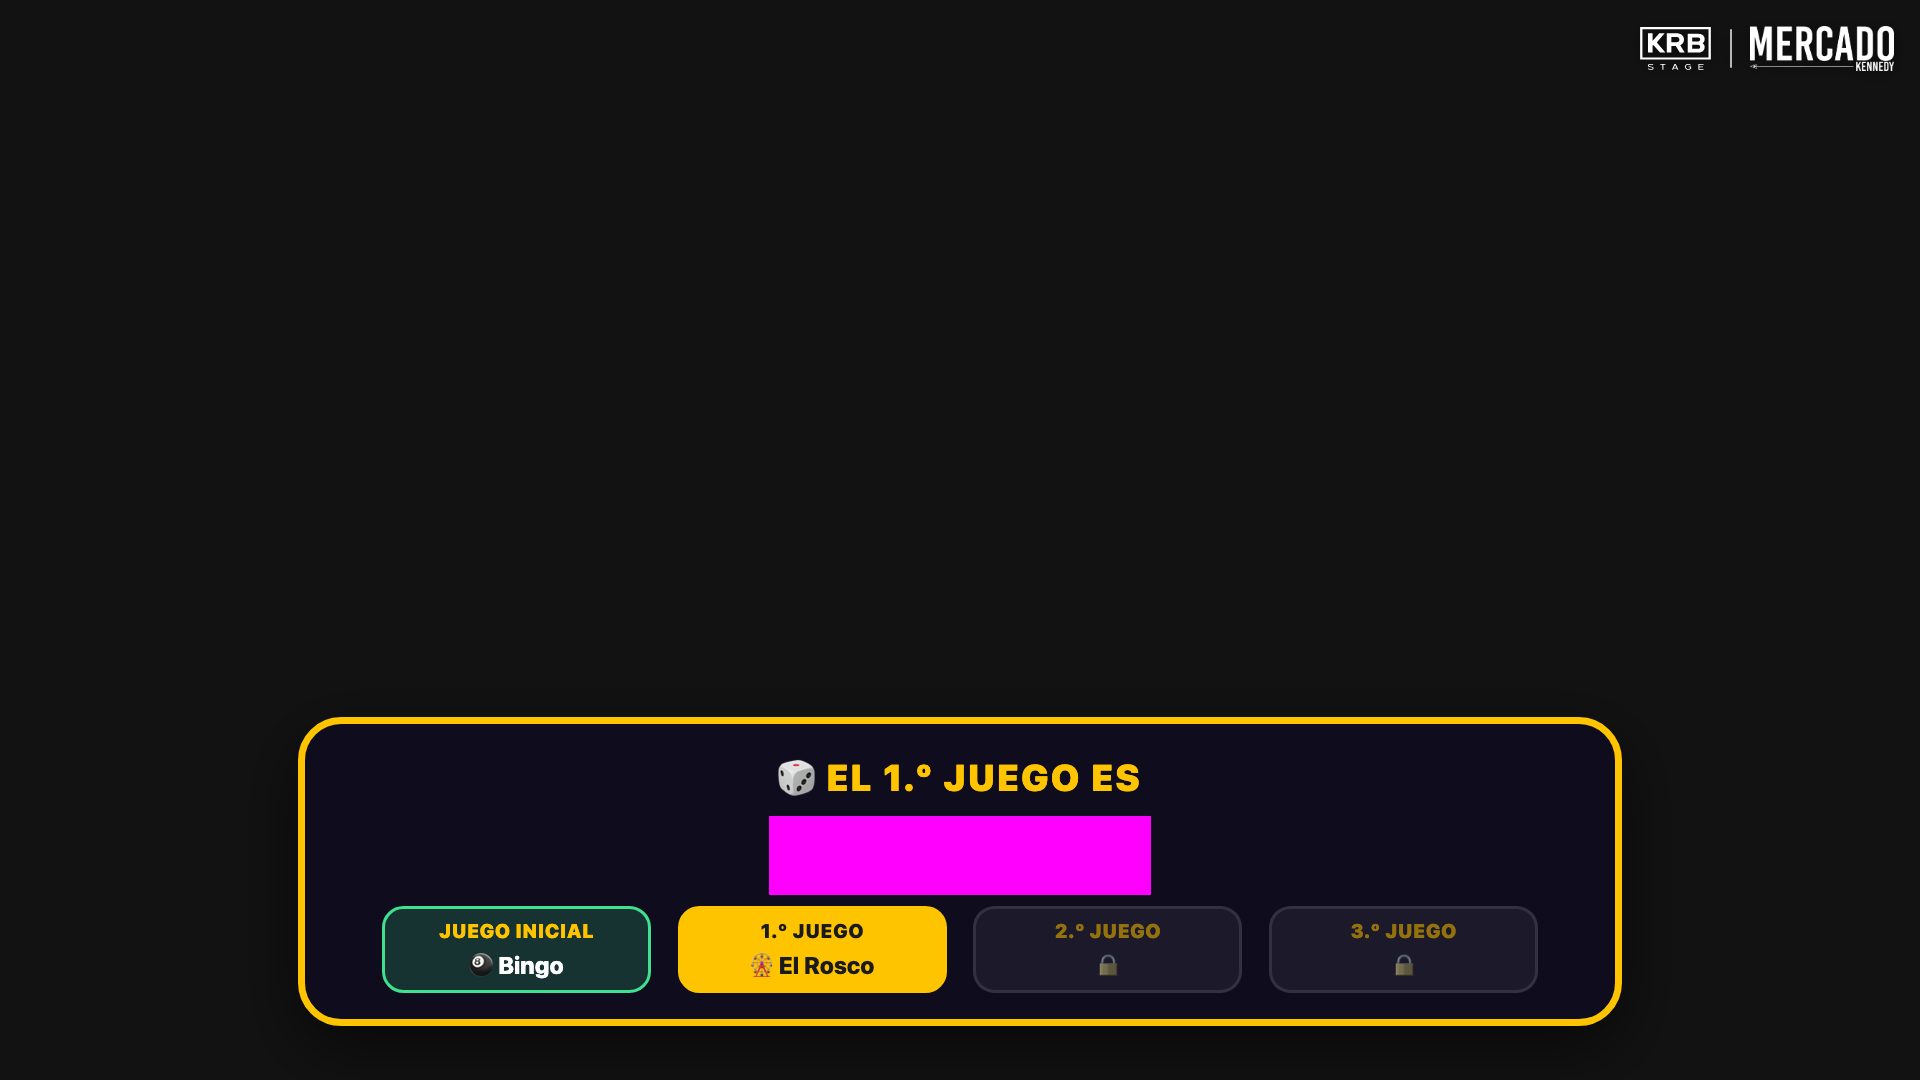 KRB
STAGE
MERCADO
KENNEDY
EL 1.º JUEGO ES
JUEGO INICIAL
Bingo
1.º JUEGO
El Rosco
2.º JUEGO
3.º JUEGO